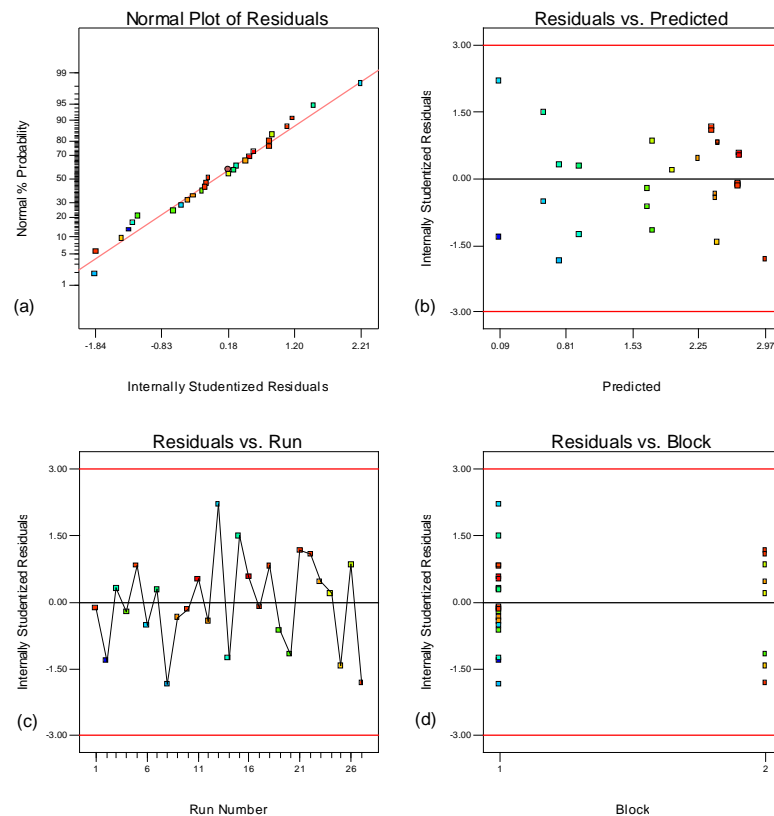 Normal Plot of Residuals
Normal % Probability
99
95
90
80
70
50
30
20
10
5
1
(a)
-1.84
-0.83
0.18
1.20
2.21
Internally Studentized Residuals
Residuals vs. Predicted
Internally Studentized Residuals
3.00
1.50
0.00
-1.50
-3.00
(b)
0.09
0.81
1.53
2.25
2.97
Predicted
Residuals vs. Run
Internally Studentized Residuals
3.00
1.50
0.00
-1.50
-3.00
(c)
1
6
11
16
21
26
Run Number
Residuals vs. Block
Internally Studentized Residuals
3.00
1.50
0.00
-1.50
-3.00
(d)
1
2
Block